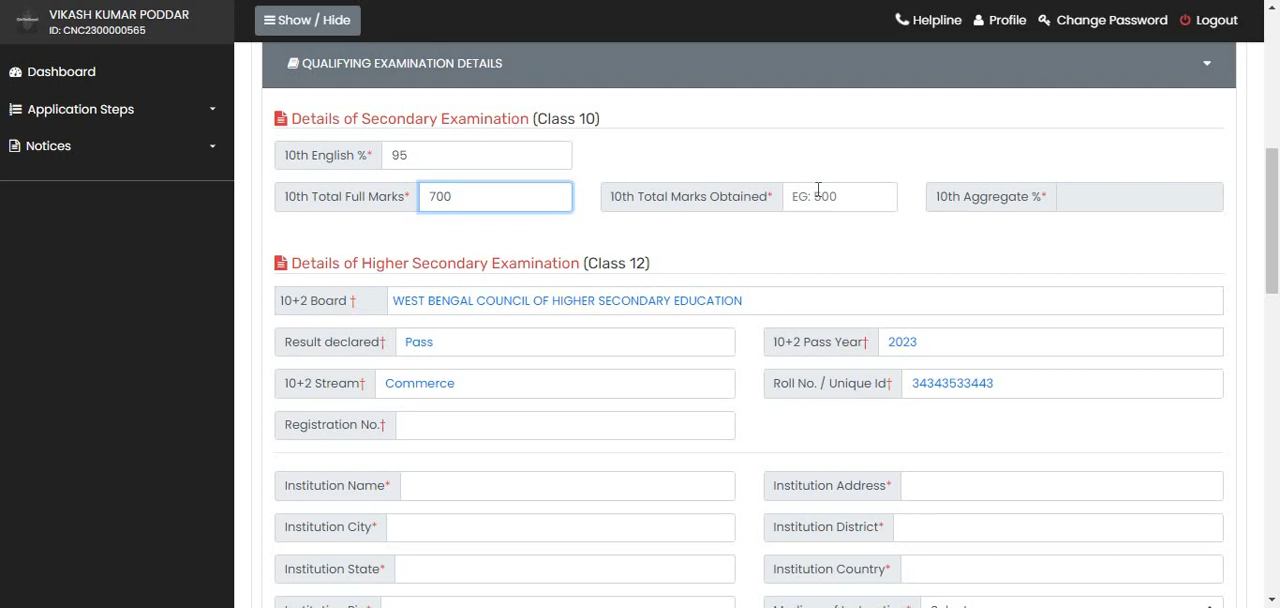 VIKASH KUMAR PODDAR
ID: CNC2300000565
Show / Hide
Helpline Profile Change Password Logout
Dashboard
Application Steps
Notices
QUALIFYING EXAMINATION DETAILS
Details of Secondary Examination (Class 10)
10th English %* 95
10th Total Full Marks* 700 10th Total Marks Obtained* EG: 500 10th Aggregate %*
Details of Higher Secondary Examination (Class 12)
10+2 Board † WEST BENGAL COUNCIL OF HIGHER SECONDARY EDUCATION
Result declared† Pass 10+2 Pass Year† 2023
10+2 Stream† Commerce Roll No. / Unique Id† 34343533443
Registration No.†
Institution Name* Institution Address*
Institution City* Institution District*
Institution State* Institution Country*